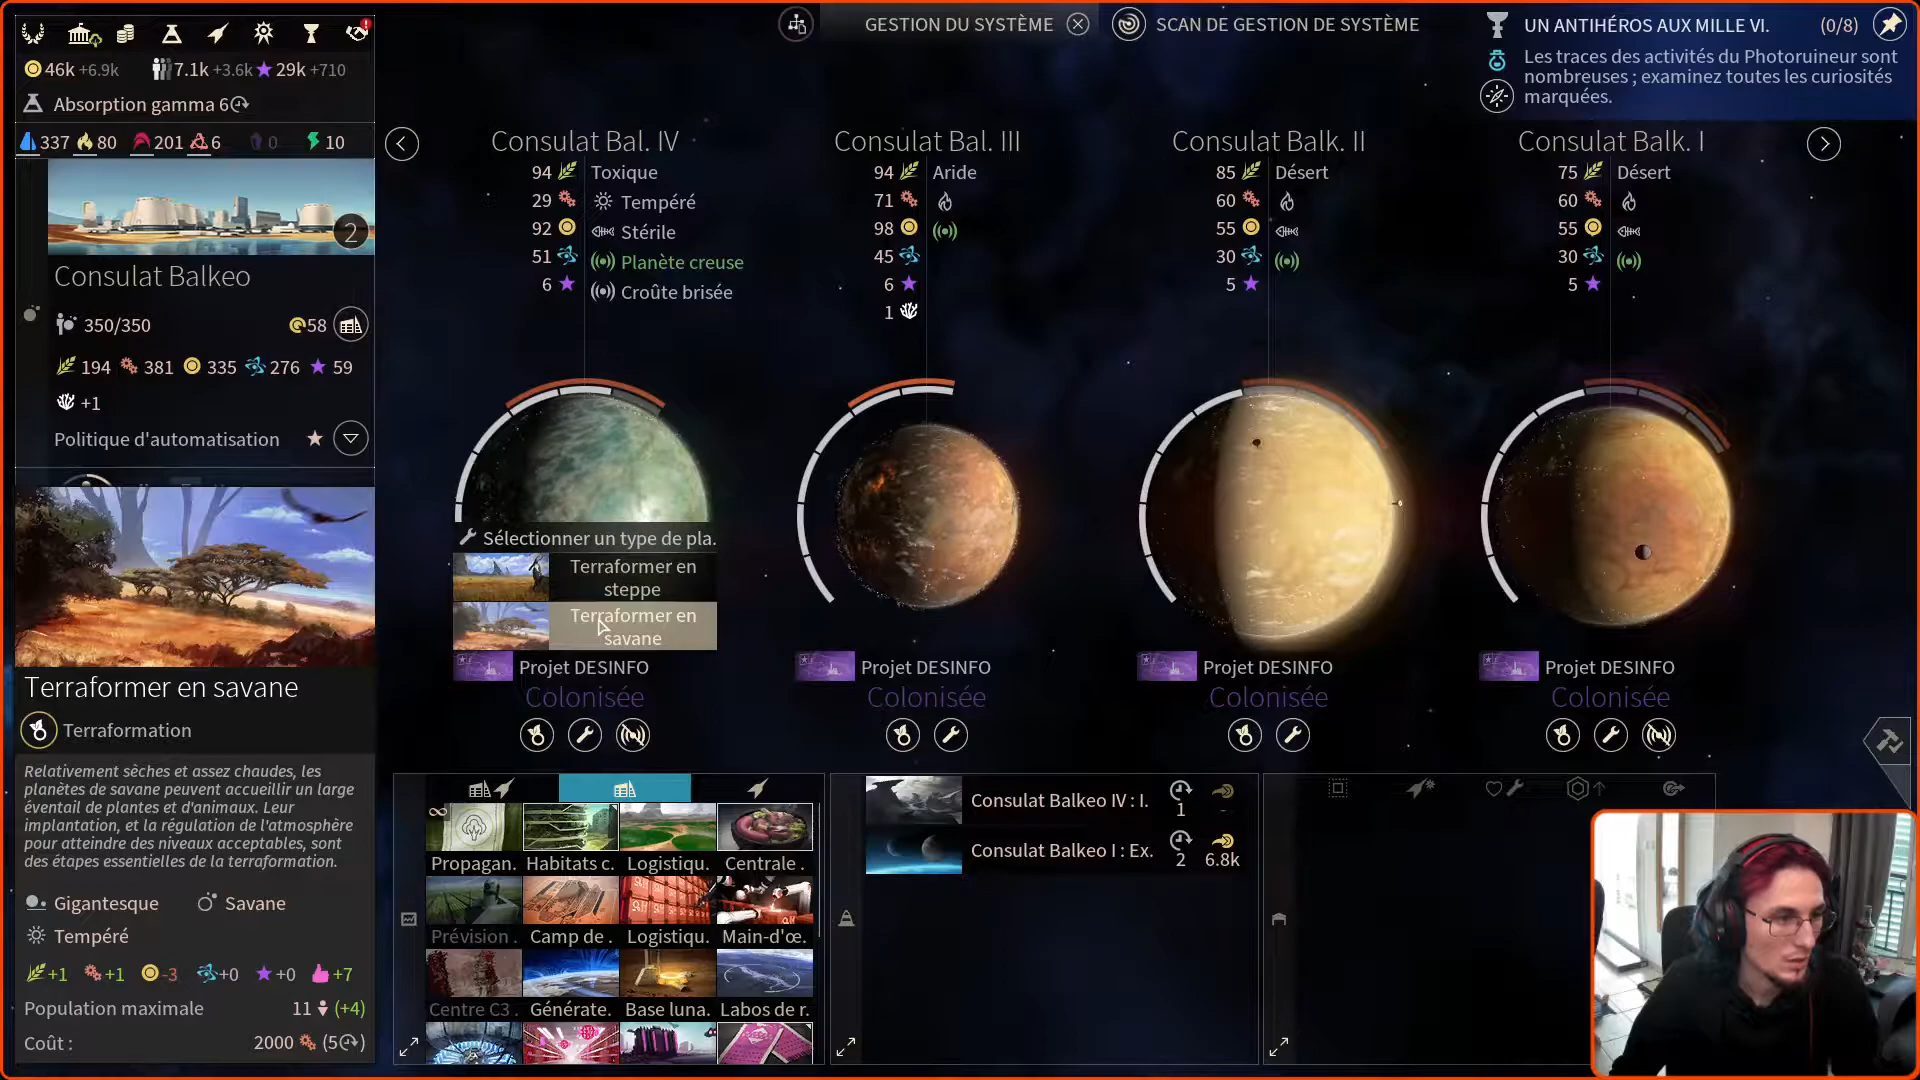 GESTION DU SYSTÈME
SCAN DE GESTION DE SYSTÈME
UN ANTIHÉROS AUX MILLE VI.
(0/8)
Les traces des activités du Photoruineur sont
nombreuses ; examinez toutes les curiosités
marquées.
46k +6.9k
7.1k +3.6k
29k +710
Absorption gamma 6
337
80
201
6
0
10
2
Consulat Balkeo
350/350
58
194
381
335
276
59
+1
Politique d'automatisation
Terraformer en savane
Terraformation
Relativement sèches et assez chaudes, les
planètes de savane peuvent accueillir un large
éventail de plantes et d'animaux. Leur
implantation, et la régulation de l'atmosphère
pour atteindre des niveaux acceptables, sont
des étapes essentielles de la terraformation.
Gigantesque
Savane
Tempéré
+1
+1
-3
+0
+0
+7
Population maximale
11 (+4)
Coût :
2000 (5)
Consulat Bal. IV
94
Toxique
29
Tempéré
92
Stérile
51
Planète creuse
6
Croûte brisée
Sélectionner un type de pla.
Terraformer en
steppe
Terraformer en
savane
Projet DESINFO
Colonisée
Consulat Bal. III
94
Aride
71
98
45
6
1
Projet DESINFO
Colonisée
Consulat Balk. II
85
Désert
60
55
30
5
Projet DESINFO
Colonisée
Consulat Balk. I
75
Désert
60
55
30
5
Projet DESINFO
Colonisée
Propagan.
Habitats c.
Logistiqu.
Centrale .
Prévision .
Camp de .
Logistiqu.
Main-d'œ.
Centre C3 .
Générate.
Base luna.
Labos de r.
Consulat Balkeo IV : I.
1
Consulat Balkeo I : Ex.
2
6.8k